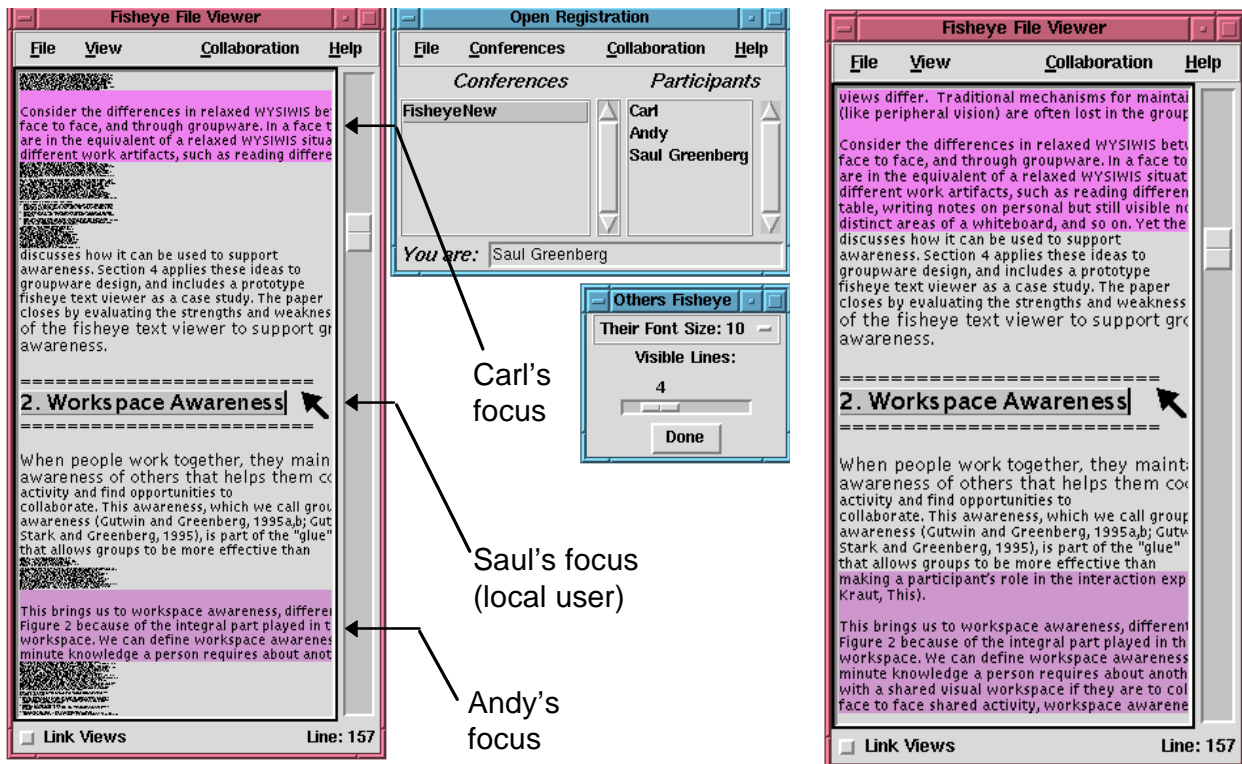 Fisheye File Viewer
File View Collaboration Help
Consider the differences in relaxed WYSIWIS be
face to face, and through groupware. In a face t
are in the equivalent of a relaxed WYSIWIS situa
different work artifacts, such as reading differe
discusses how it can be used to support
awareness. Section 4 applies these ideas to
groupware design, and includes a prototype
fisheye text viewer as a case study. The paper
closes by evaluating the strengths and weaknes
of the fisheye text viewer to support gr
awareness.
==========================
2. Workspace Awareness
==========================
When people work together, they main
awareness of others that helps them co
activity and find opportunities to
collaborate. This awareness, which we call grou
awareness (Gutwin and Greenberg, 1995a,b; Gut
Stark and Greenberg, 1995), is part of the "glue"
that allows groups to be more effective than
This brings us to workspace awareness, differen
Figure 2 because of the integral part played in t
workspace. We can define workspace awarenes
minute knowledge a person requires about anot
Link Views Line: 157
Open Registration
File Conferences Collaboration Help
Conferences Participants
FisheyeNew
Carl
Andy
Saul Greenberg
You are: Saul Greenberg
Others Fisheye
Their Font Size: 10
Visible Lines:
4
Done
Carl's
focus
Saul's focus
(local user)
Andy's
focus
Fisheye File Viewer
File View Collaboration Help
views differ. Traditional mechanisms for maintai
(like peripheral vision) are often lost in the group
Consider the differences in relaxed WYSIWIS betw
face to face, and through groupware. In a face to
are in the equivalent of a relaxed WYSIWIS situat
different work artifacts, such as reading differen
table, writing notes on personal but still visible no
distinct areas of a whiteboard, and so on. Yet the
discusses how it can be used to support
awareness. Section 4 applies these ideas to
groupware design, and includes a prototype
fisheye text viewer as a case study. The paper
closes by evaluating the strengths and weakness
of the fisheye text viewer to support gro
awareness.
==========================
2. Workspace Awareness
==========================
When people work together, they mainta
awareness of others that helps them coo
activity and find opportunities to
collaborate. This awareness, which we call group
awareness (Gutwin and Greenberg, 1995a,b; Gutw
Stark and Greenberg, 1995), is part of the "glue"
that allows groups to be more effective than
making a participant's role in the interaction exp
Kraut, This).
This brings us to workspace awareness, different
Figure 2 because of the integral part played in th
workspace. We can define workspace awareness
minute knowledge a person requires about anoth
with a shared visual workspace if they are to col
face to face shared activity, workspace awarene
Link Views Line: 157